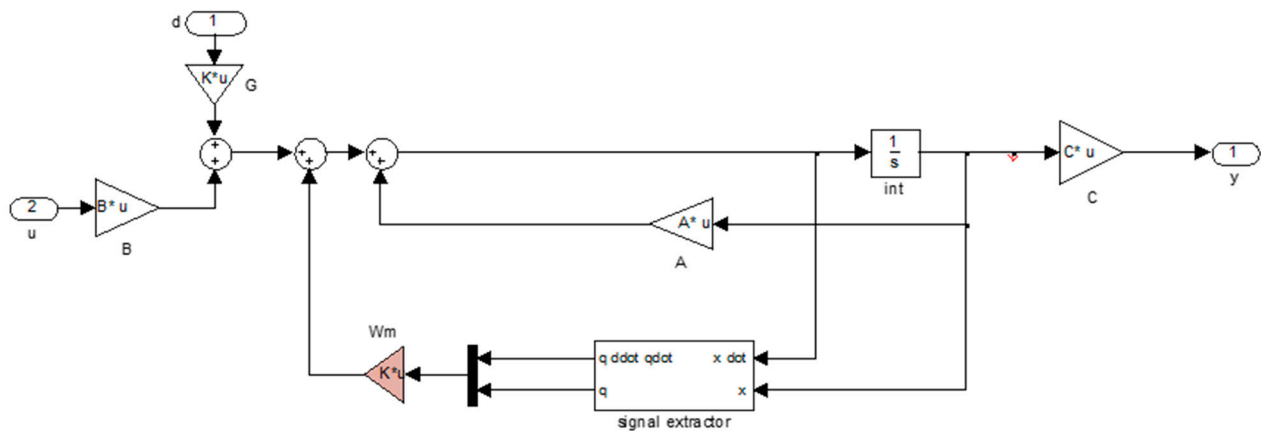 d
1
K*u
G
+
+
2
u
B* u
B
+
+
+
+
1
s
int
C* u
C
1
y
A* u
A
Wm
K*u
q ddot qdot
x dot
q
x
signal extractor